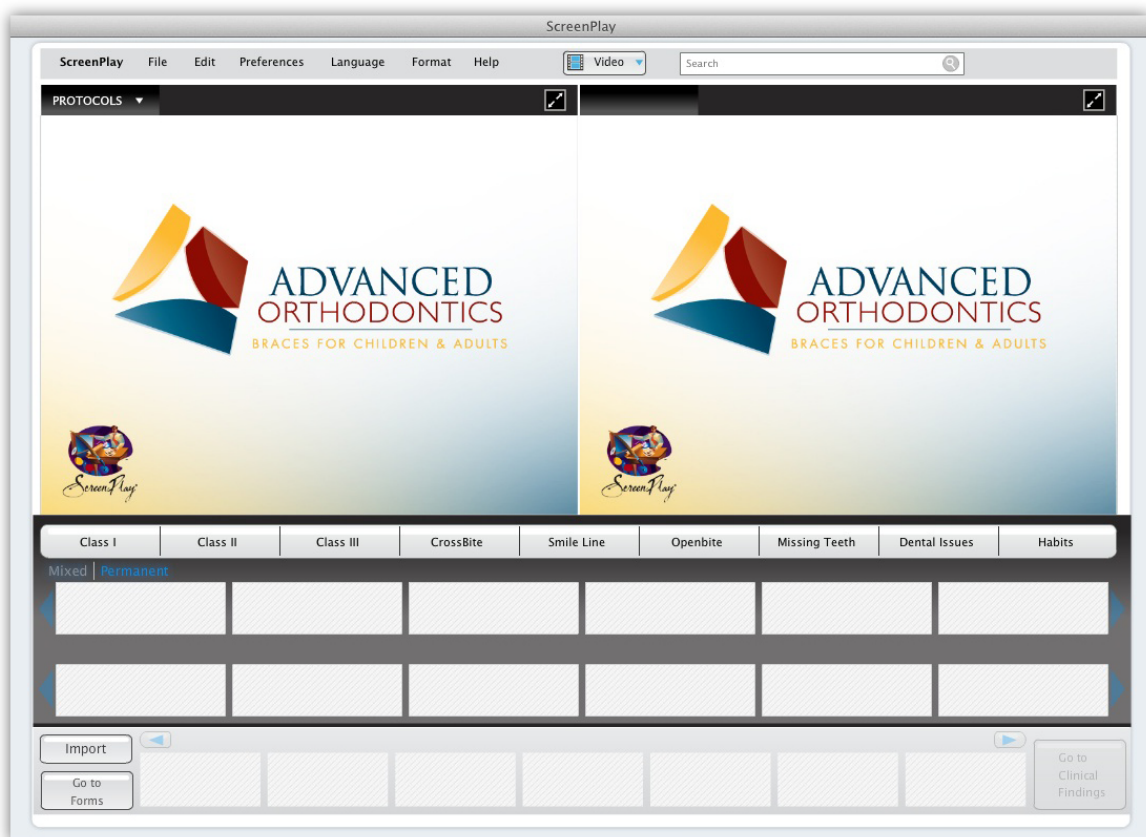 ScreenPlay
ScreenPlay File Edit Preferences Language Format Help Video Search
PROTOCOLS
ADVANCED
ORTHODONTICS
BRACES FOR CHILDREN & ADULTS
ScreenPlay
ADVANCED
ORTHODONTICS
BRACES FOR CHILDREN & ADULTS
ScreenPlay
Class I Class II Class III CrossBite Smile Line Openbite Missing Teeth Dental Issues Habits
Mixed | Permanent
Import
Go to
Forms
Go to
Clinical
Findings